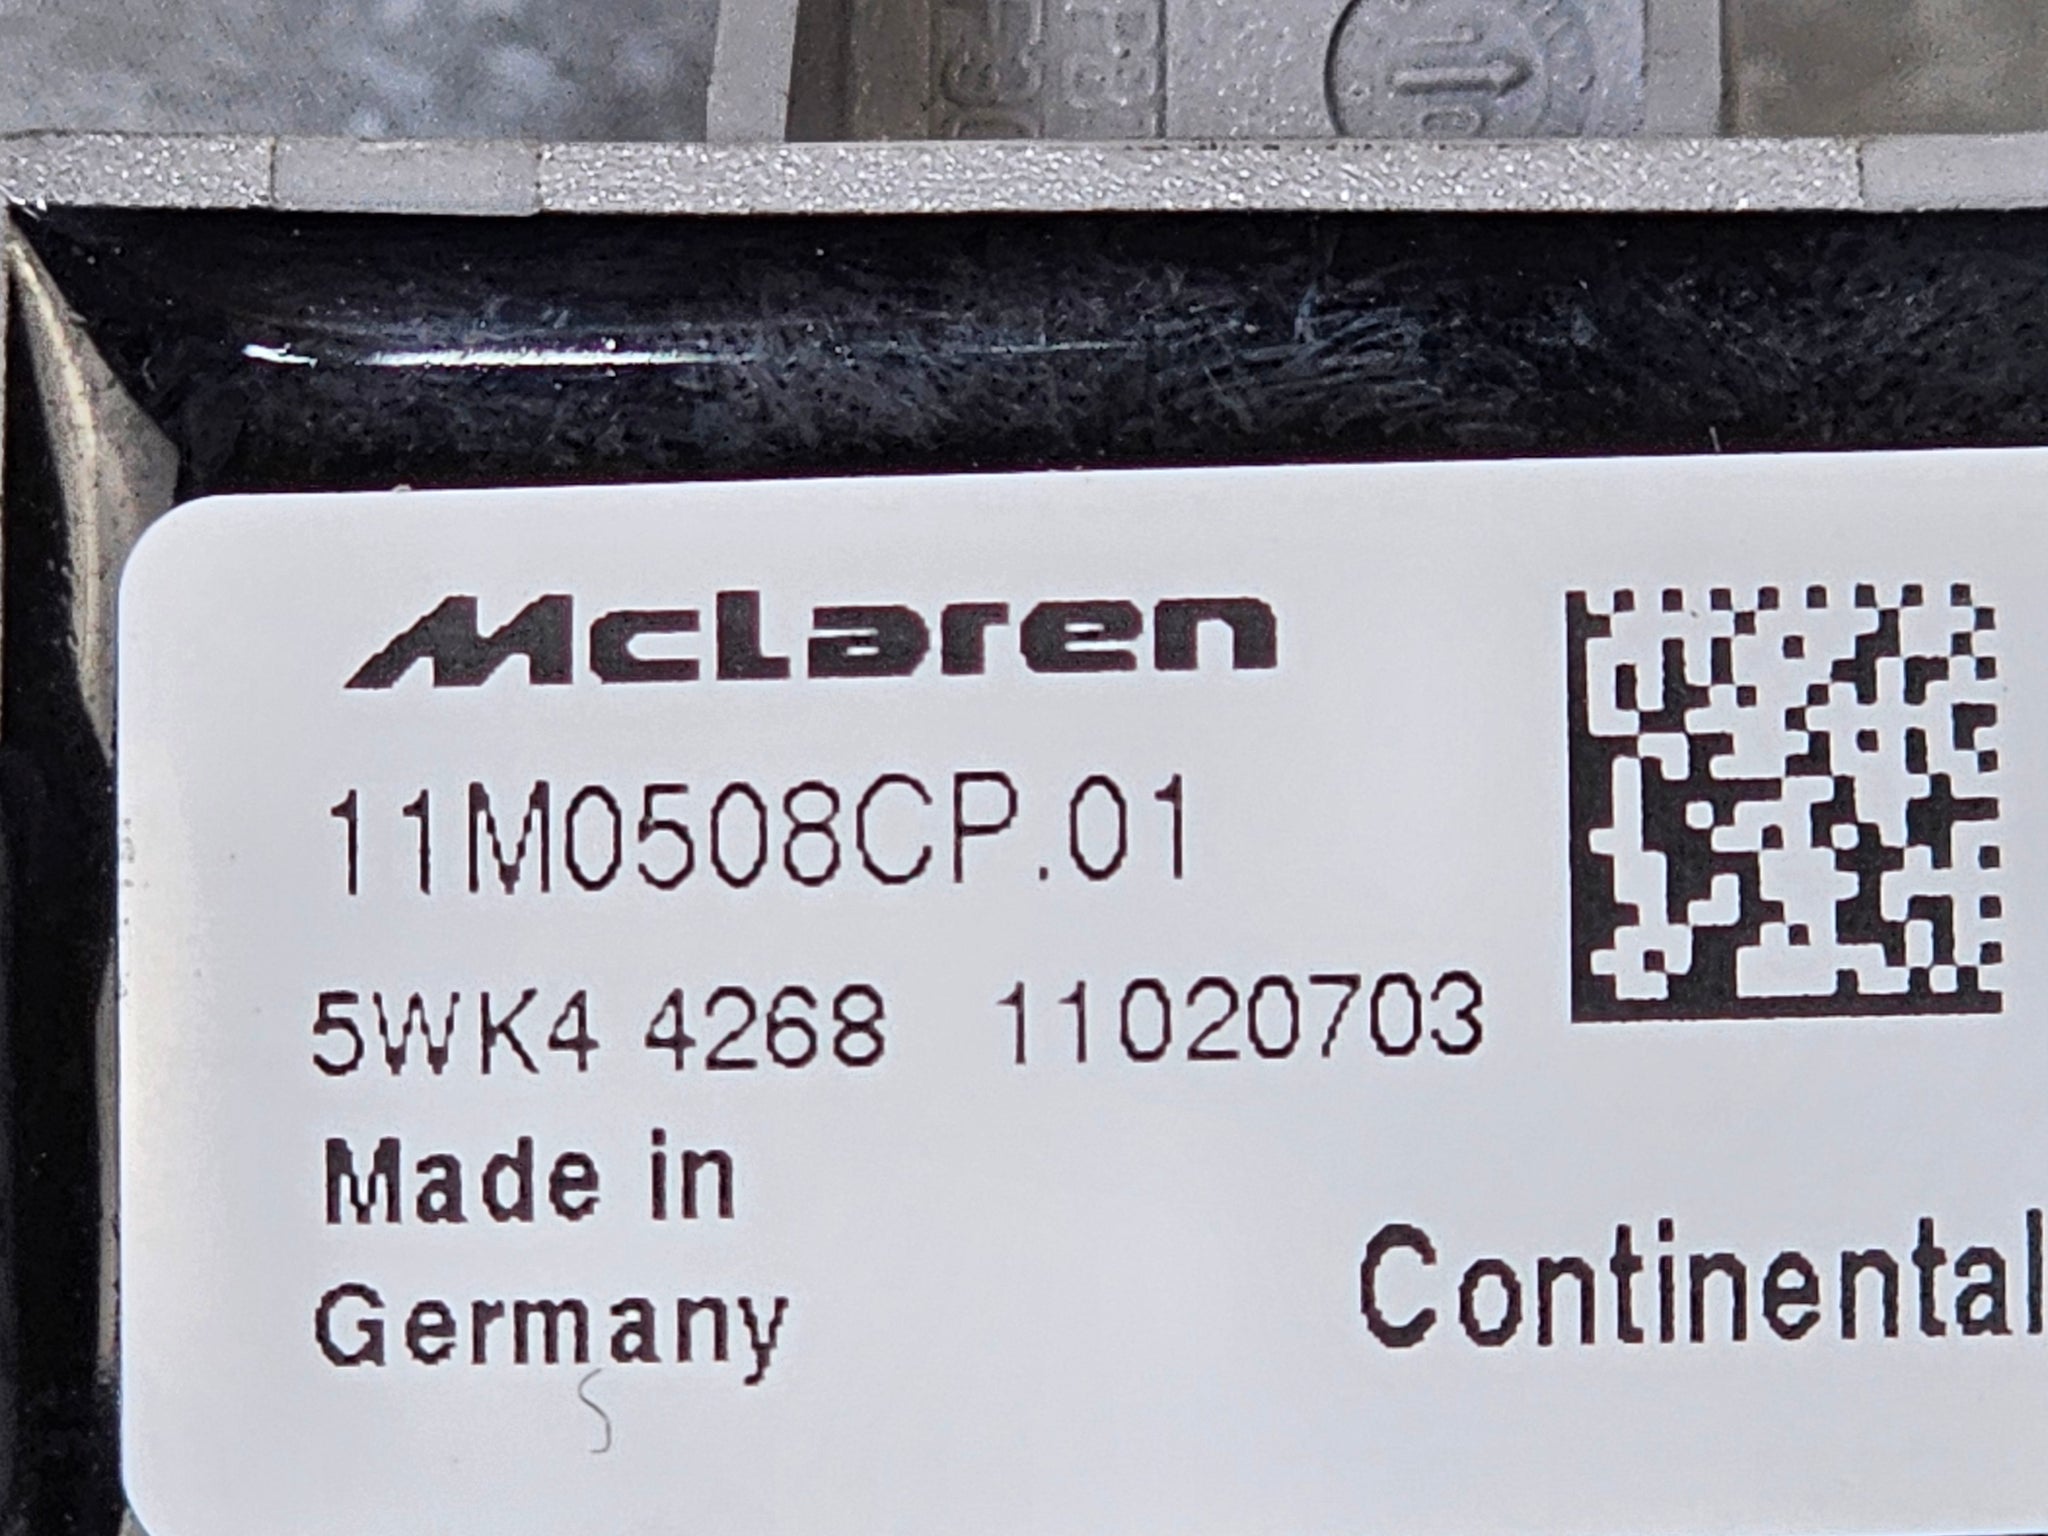 McLaren
11M0508CP.01
5WK4 4268 11020703
Made in
Germany
Continental